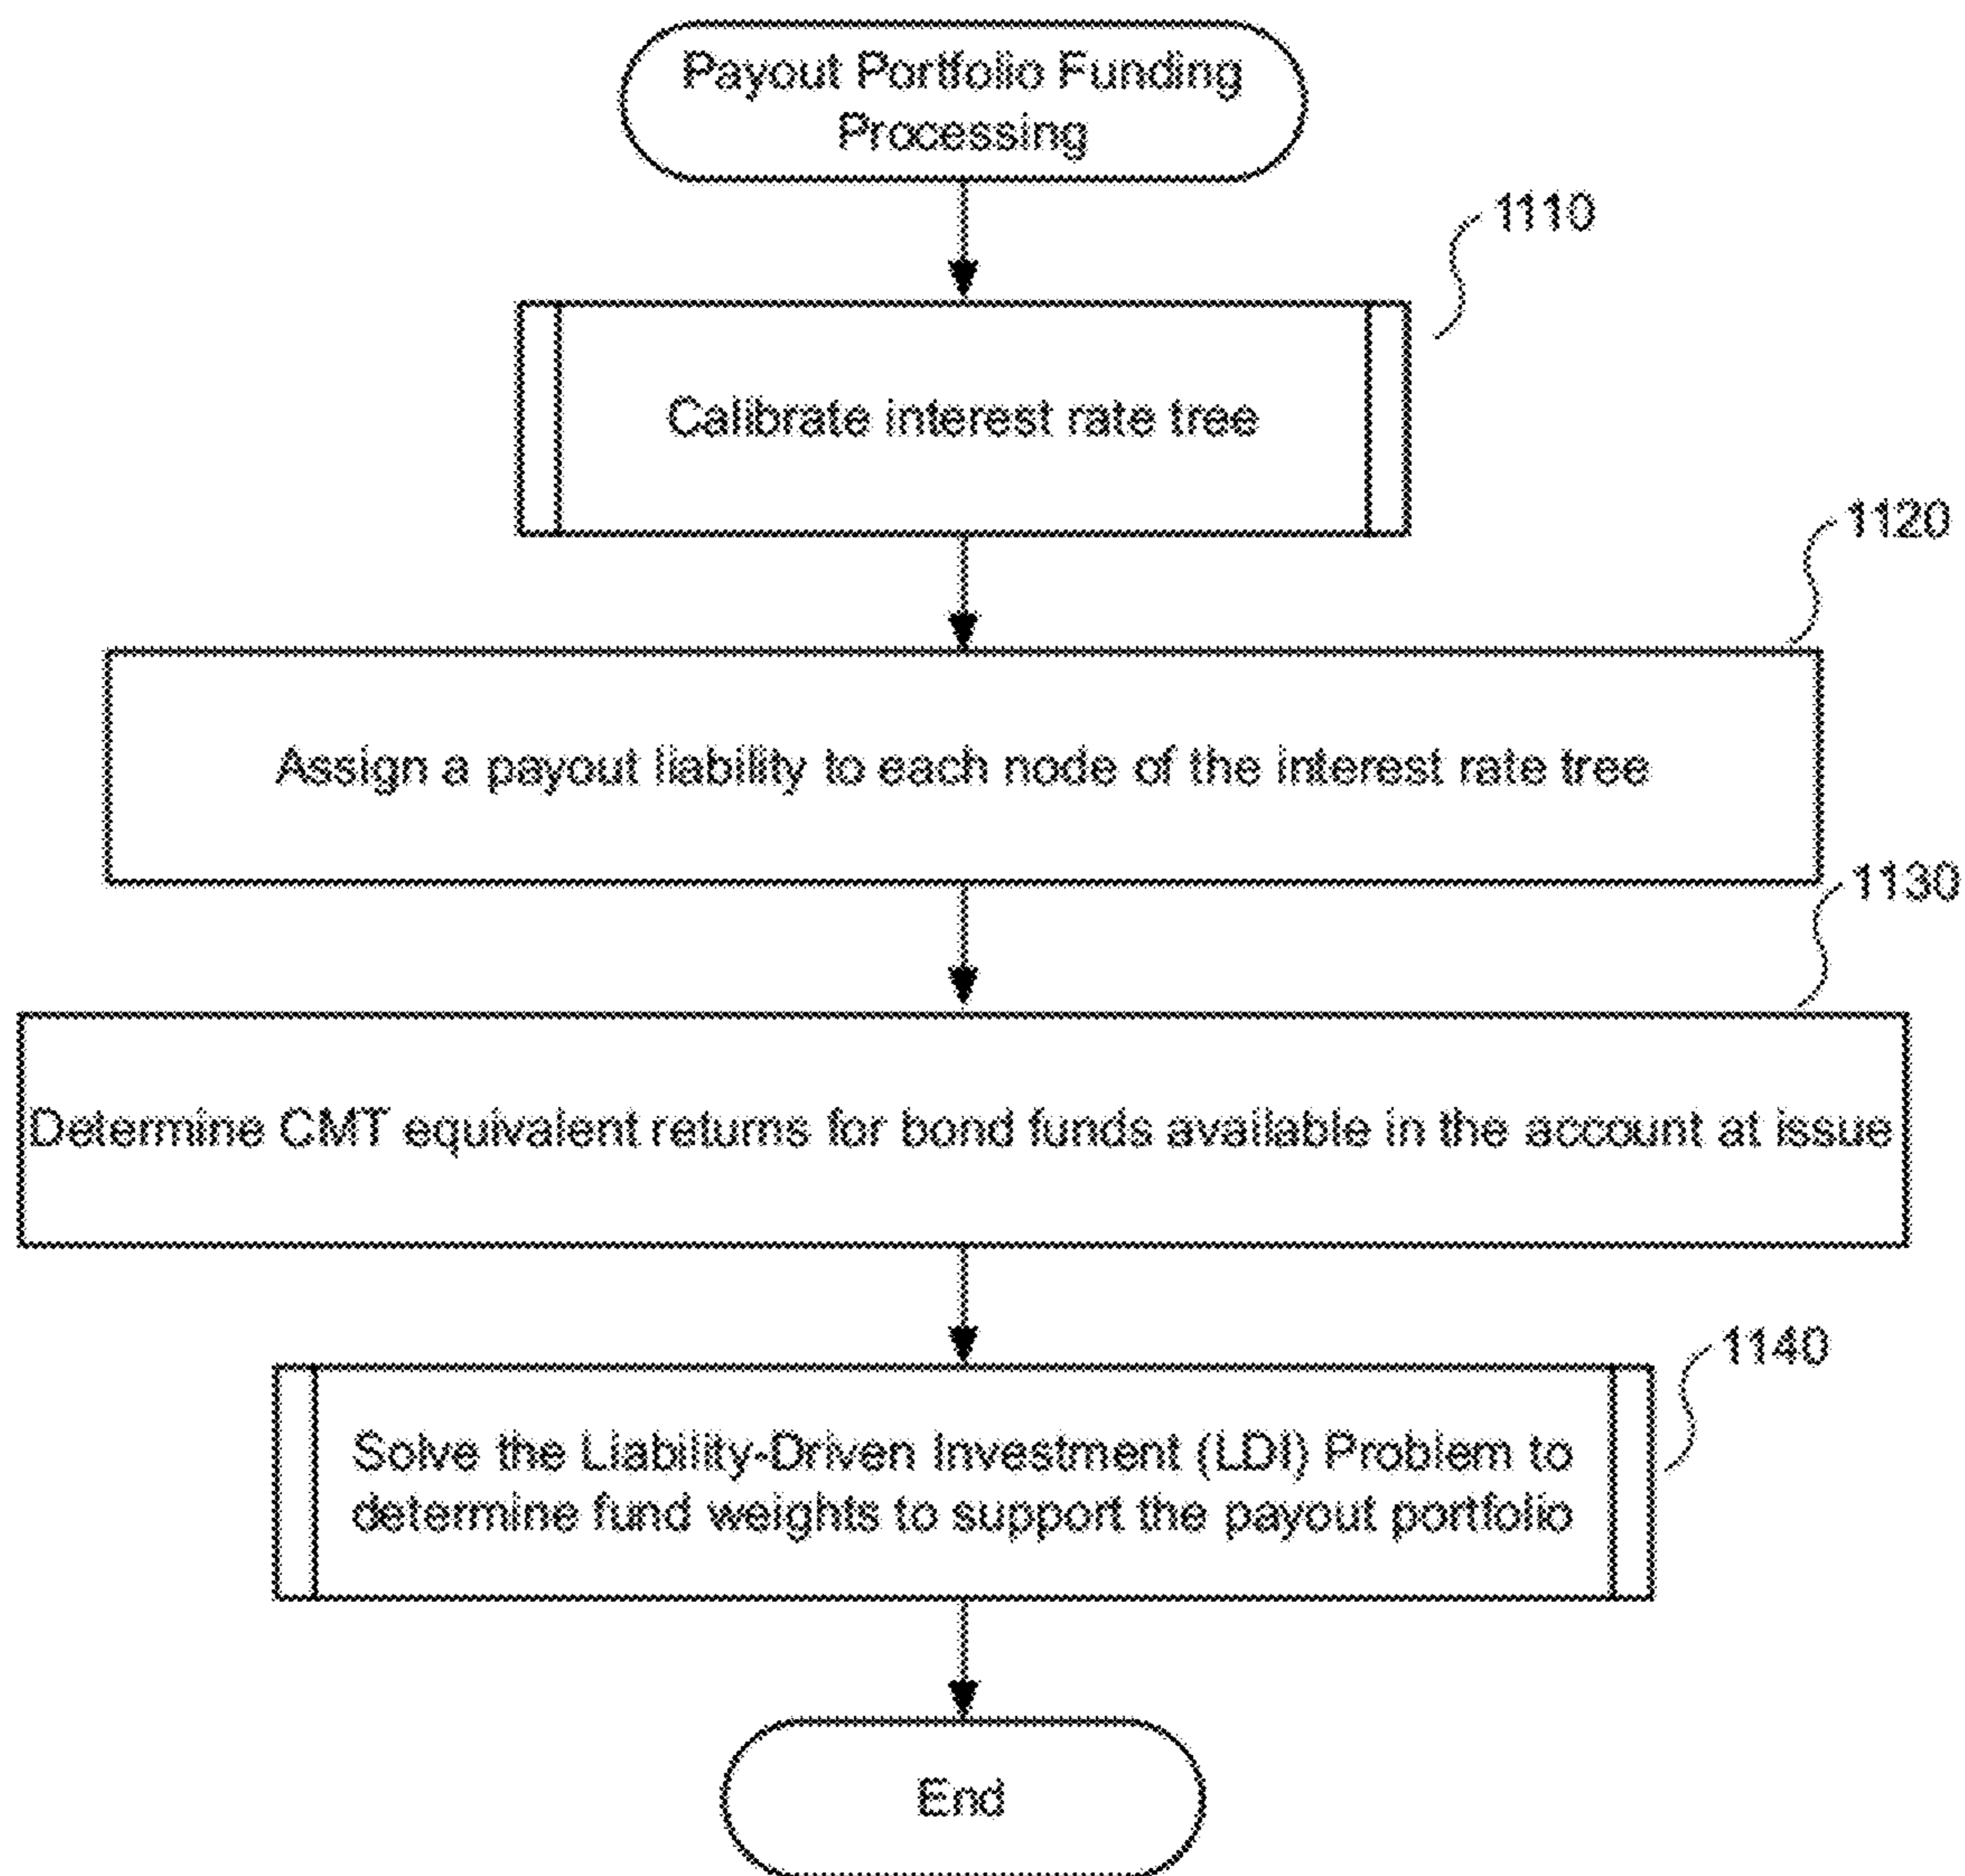 Payout Portfolio Funding
Processing
1110
Calibrate interest rate tree
1120
Assign a payout liability to each node of the interest rate tree
1130
Determine CMT equivalent returns for bond funds available in the account at issue
1140
Solve the Liability-Driven Investment (LDI) Problem to
determine fund weights to support the payout portfolio
End